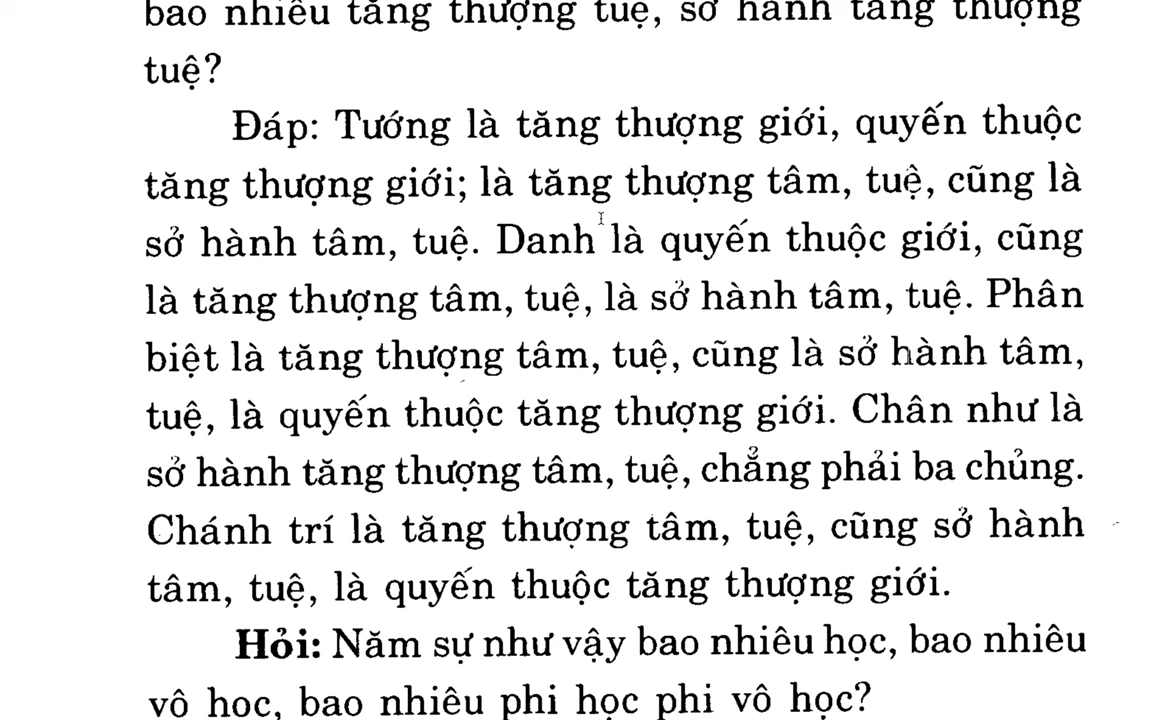 bao nhiêu tăng thượng tuệ, sở hành tăng thượng
tuệ?
Đáp: Tướng là tăng thượng giới, quyến thuộc
tăng thượng giới; là tăng thượng tâm, tuệ, cũng là
sở hành tâm, tuệ. Danh là quyến thuộc giới, cũng
là tăng thượng tâm, tuệ, là sở hành tâm, tuệ. Phân
biệt là tăng thượng tâm, tuệ, cũng là sở hành tâm,
tuệ, là quyến thuộc tăng thượng giới. Chân như là
sở hành tăng thượng tâm, tuệ, chẳng phải ba chủng.
Chánh trí là tăng thượng tâm, tuệ, cũng sở hành
tâm, tuệ, là quyến thuộc tăng thượng giới.
Hỏi: Năm sự như vậy bao nhiêu học, bao nhiêu
vô học, bao nhiêu phi học phi vô học?